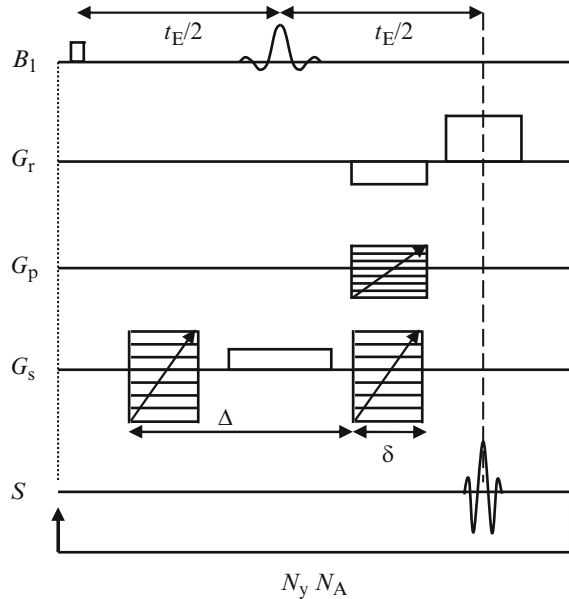 t_E/2 t_E/2
B_1
G_r
G_p
G_s
Δ
δ
S
N_y N_A